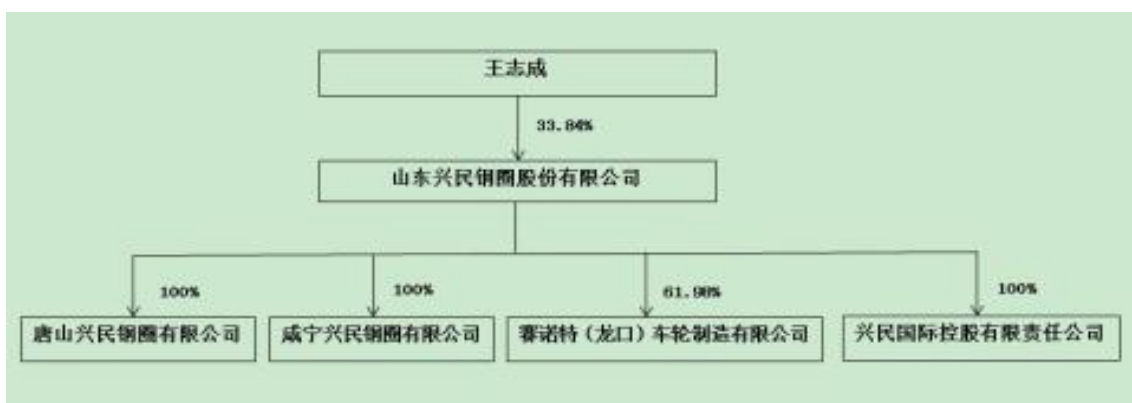 王志成
33.84%
山东兴民钢圈股份有限公司
100%
100%
61.98%
100%
唐山兴民钢圈有限公司
咸宁兴民钢圈有限公司
赛诺特（龙口）车轮制造有限公司
兴民国际控股有限责任公司